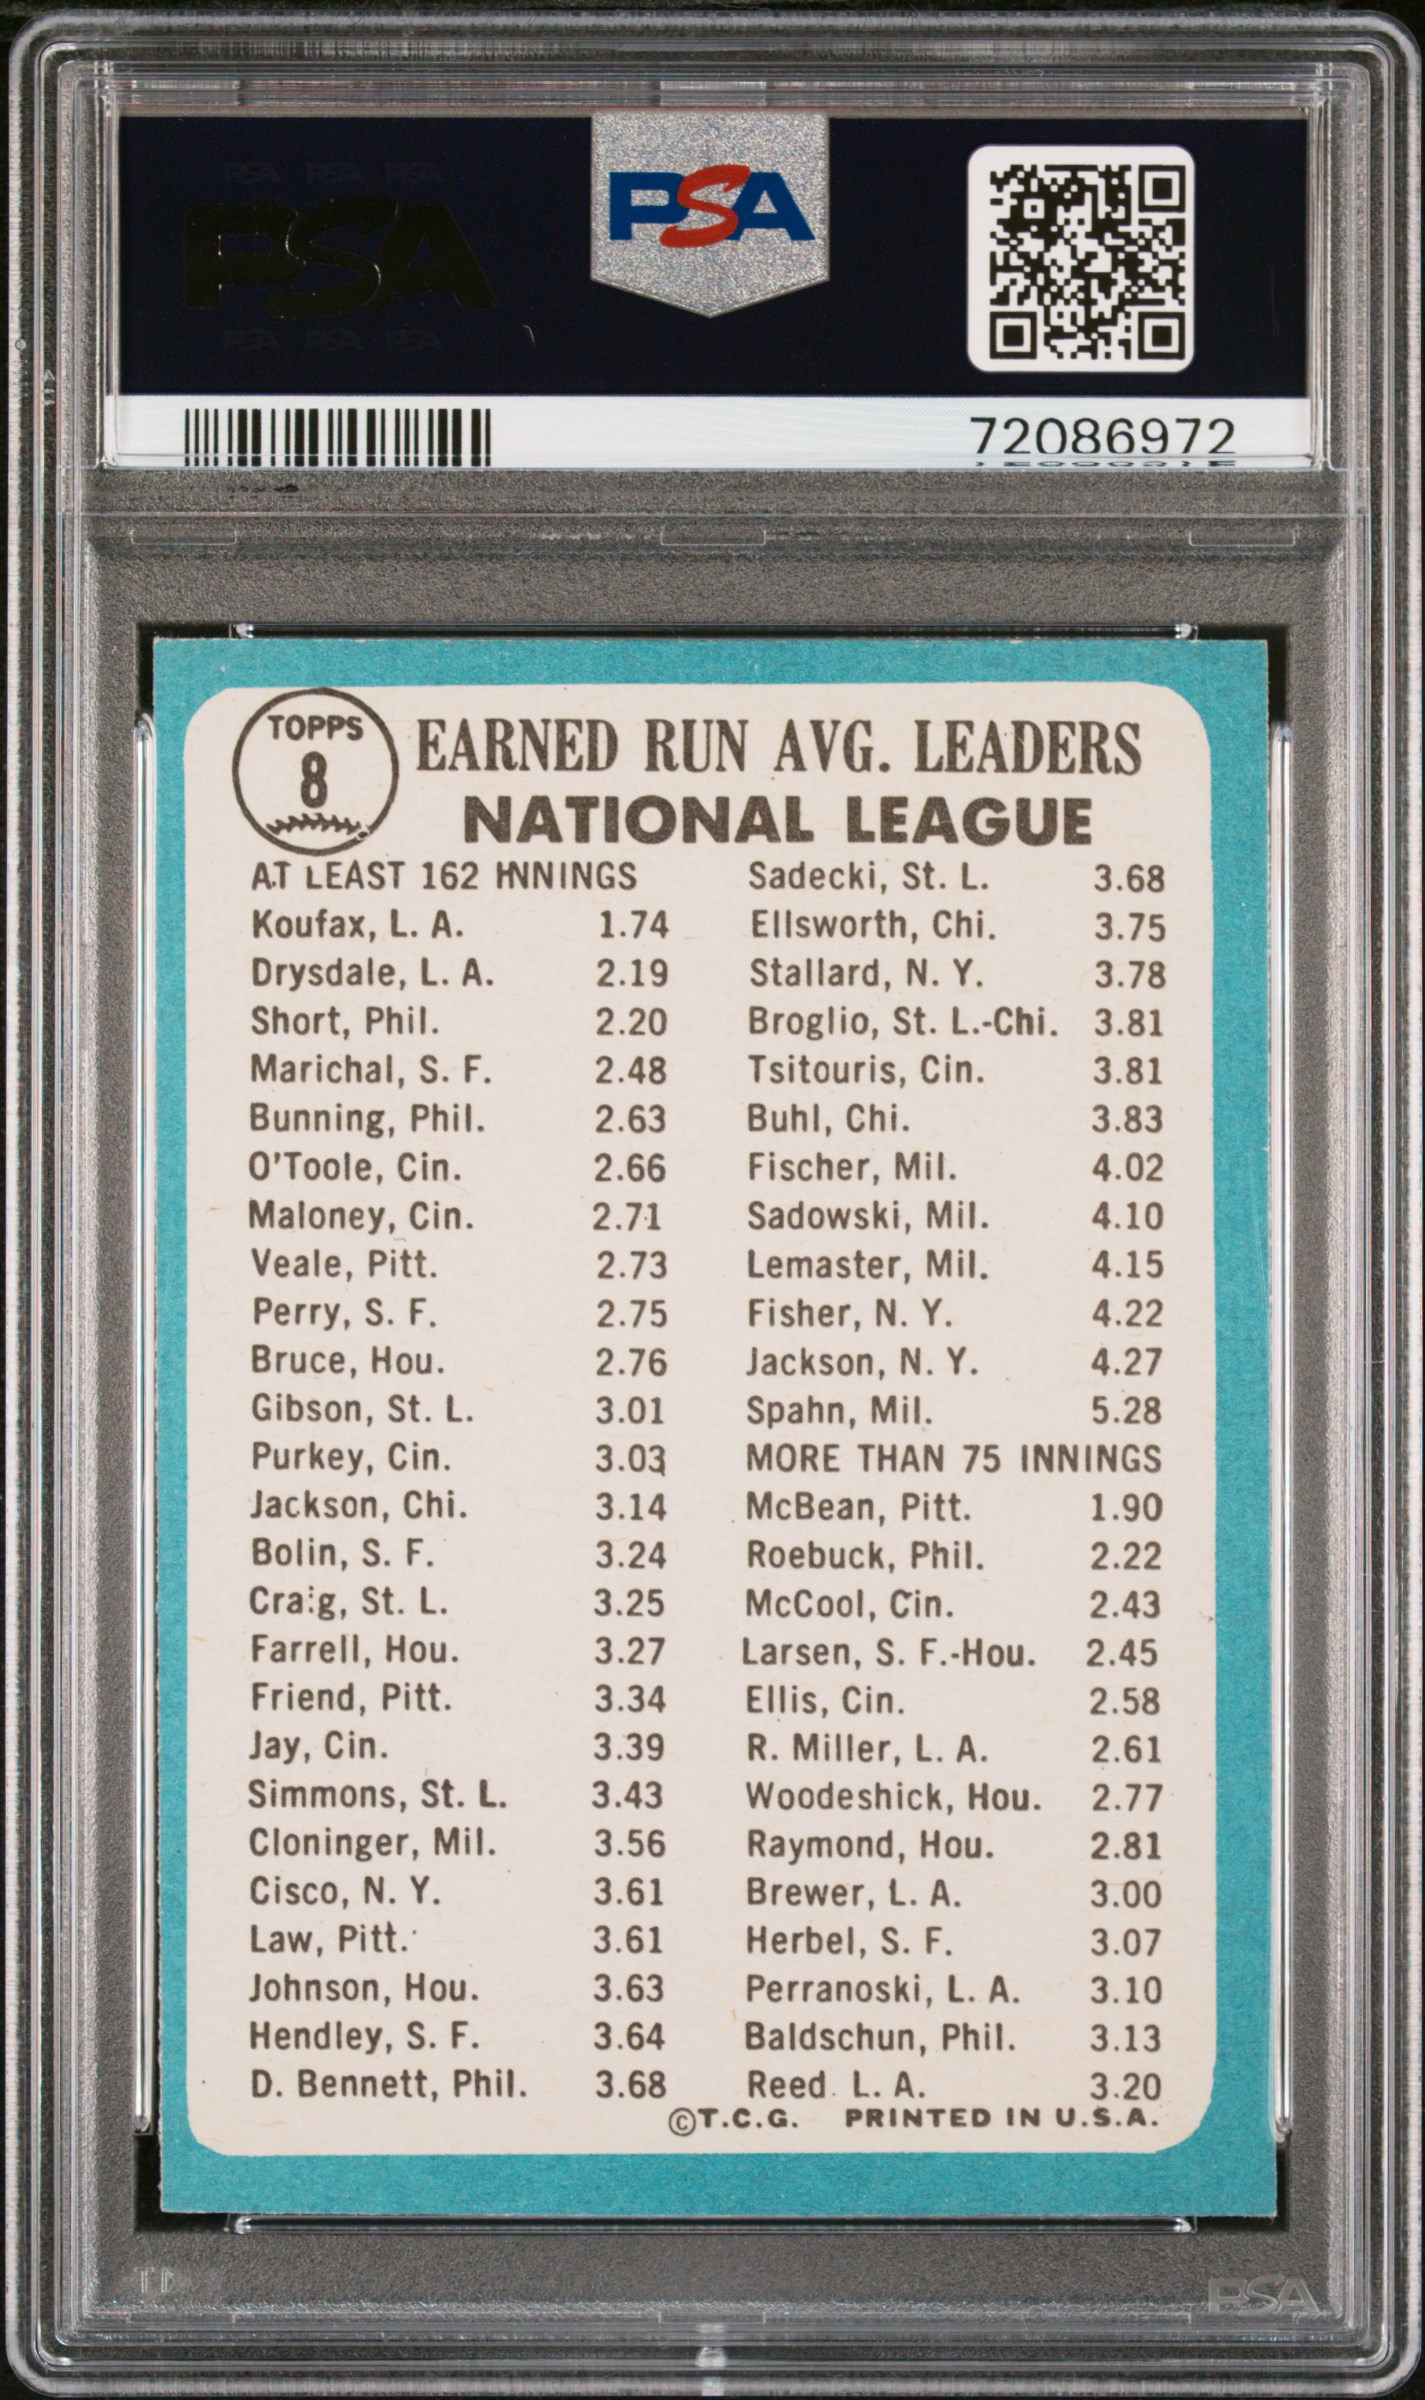 PSA PSA PSA
PSA
PSA PSA PSA
PSA
72086972
TOPPS
8
EARNED RUN AVG. LEADERS
NATIONAL LEAGUE
AT LEAST 162 INNINGS
Koufax, L. A. 1.74
Drysdale, L. A. 2.19
Short, Phil. 2.20
Marichal, S. F. 2.48
Bunning, Phil. 2.63
O'Toole, Cin. 2.66
Maloney, Cin. 2.71
Veale, Pitt. 2.73
Perry, S. F. 2.75
Bruce, Hou. 2.76
Gibson, St. L. 3.01
Purkey, Cin. 3.03
Jackson, Chi. 3.14
Bolin, S. F. 3.24
Craig, St. L. 3.25
Farrell, Hou. 3.27
Friend, Pitt. 3.34
Jay, Cin. 3.39
Simmons, St. L. 3.43
Cloninger, Mil. 3.56
Cisco, N. Y. 3.61
Law, Pitt. 3.61
Johnson, Hou. 3.63
Hendley, S. F. 3.64
D. Bennett, Phil. 3.68
Sadecki, St. L. 3.68
Ellsworth, Chi. 3.75
Stallard, N. Y. 3.78
Broglio, St. L.-Chi. 3.81
Tsitouris, Cin. 3.81
Buhl, Chi. 3.83
Fischer, Mil. 4.02
Sadowski, Mil. 4.10
Lemaster, Mil. 4.15
Fisher, N. Y. 4.22
Jackson, N. Y. 4.27
Spahn, Mil. 5.28
MORE THAN 75 INNINGS
McBean, Pitt. 1.90
Roebuck, Phil. 2.22
McCool, Cin. 2.43
Larsen, S. F.-Hou. 2.45
Ellis, Cin. 2.58
R. Miller, L. A. 2.61
Woodeshick, Hou. 2.77
Raymond, Hou. 2.81
Brewer, L. A. 3.00
Herbel, S. F. 3.07
Perranoski, L. A. 3.10
Baldschun, Phil. 3.13
Reed. L. A. 3.20
©T.C.G. PRINTED IN U.S.A.
PSA